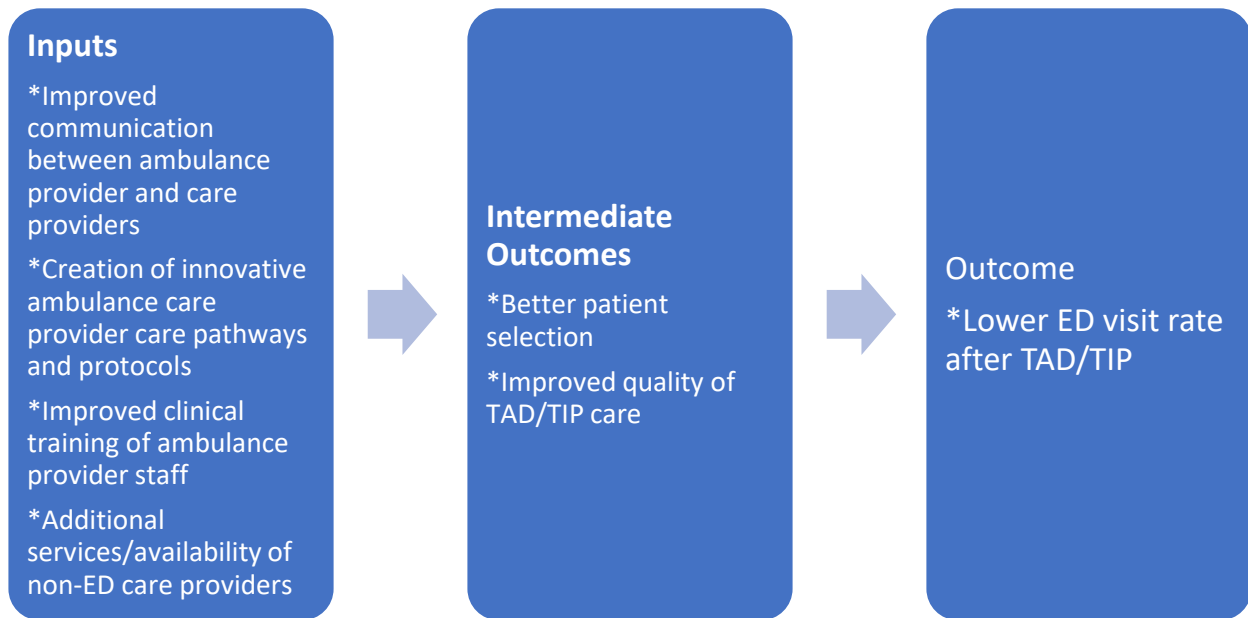 Inputs
*Improved
communication
between ambulance
provider and care
providers
*Creation of innovative
ambulance care
provider care pathways
and protocols
*Improved clinical
training of ambulance
provider staff
*Additional
services/availability of
non-ED care providers
Intermediate
Outcomes
*Better patient
selection
*Improved quality of
TAD/TIP care
Outcome
*Lower ED visit rate
after TAD/TIP